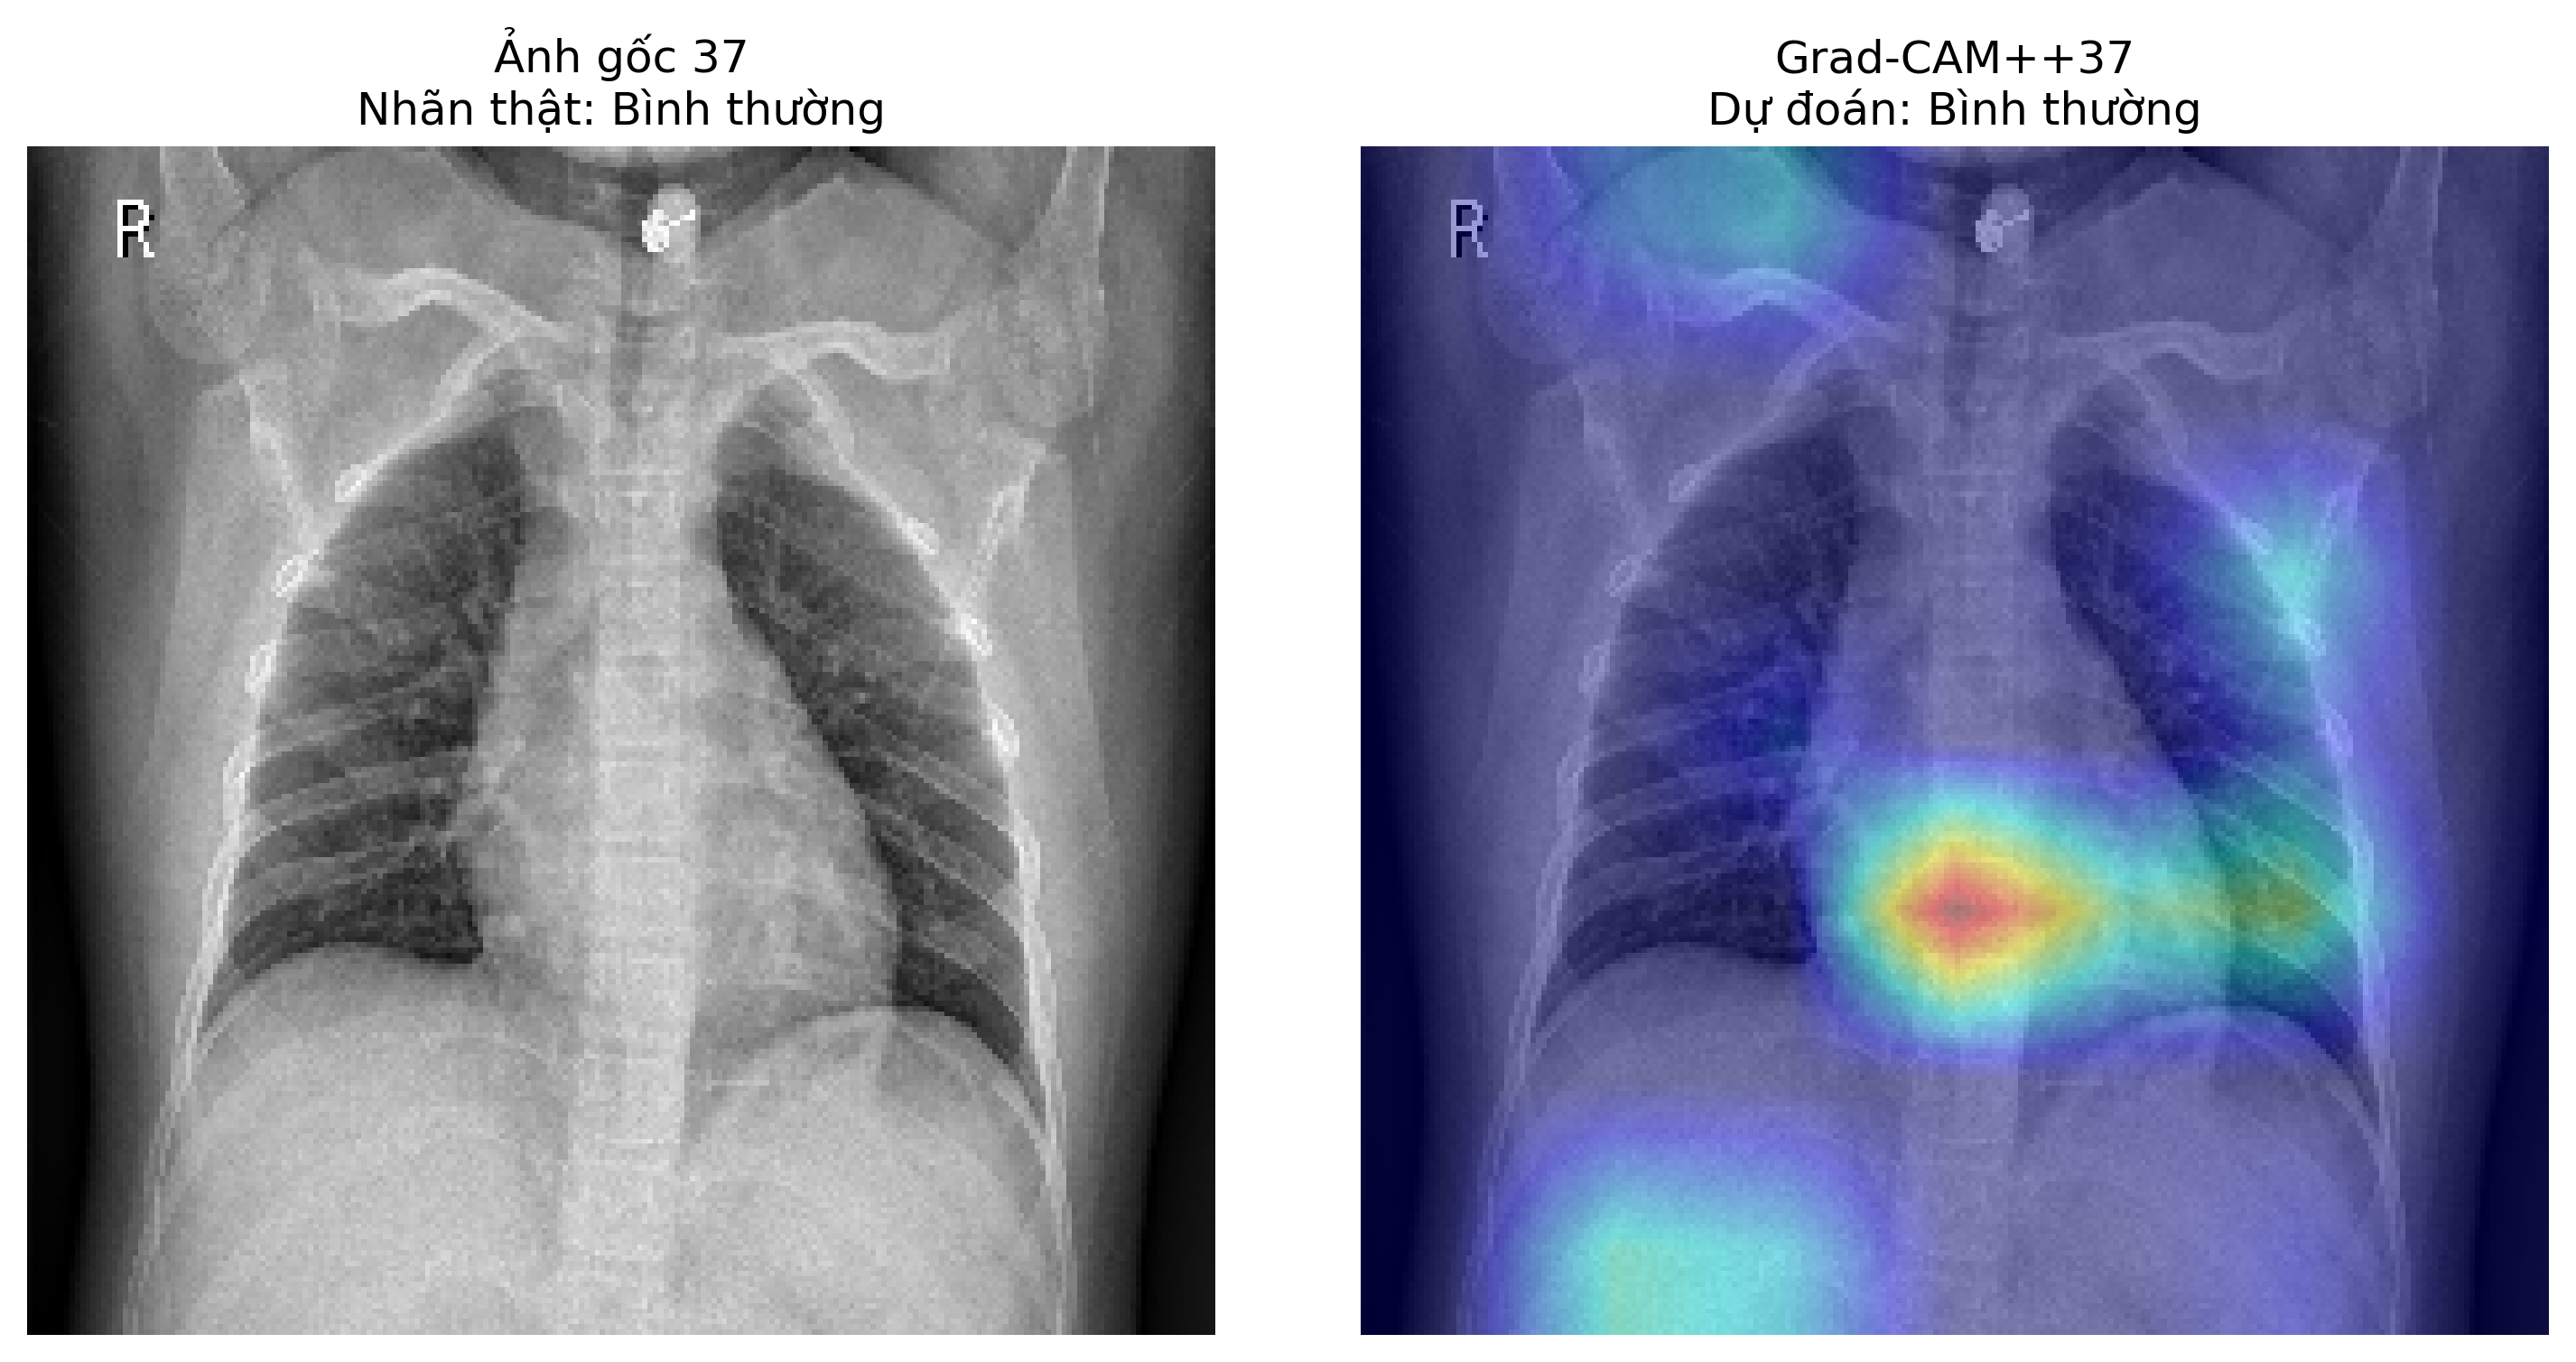 Ảnh gốc 37
Nhãn thật: Bình thường
R
Grad-CAM++37
Dự đoán: Bình thường
R